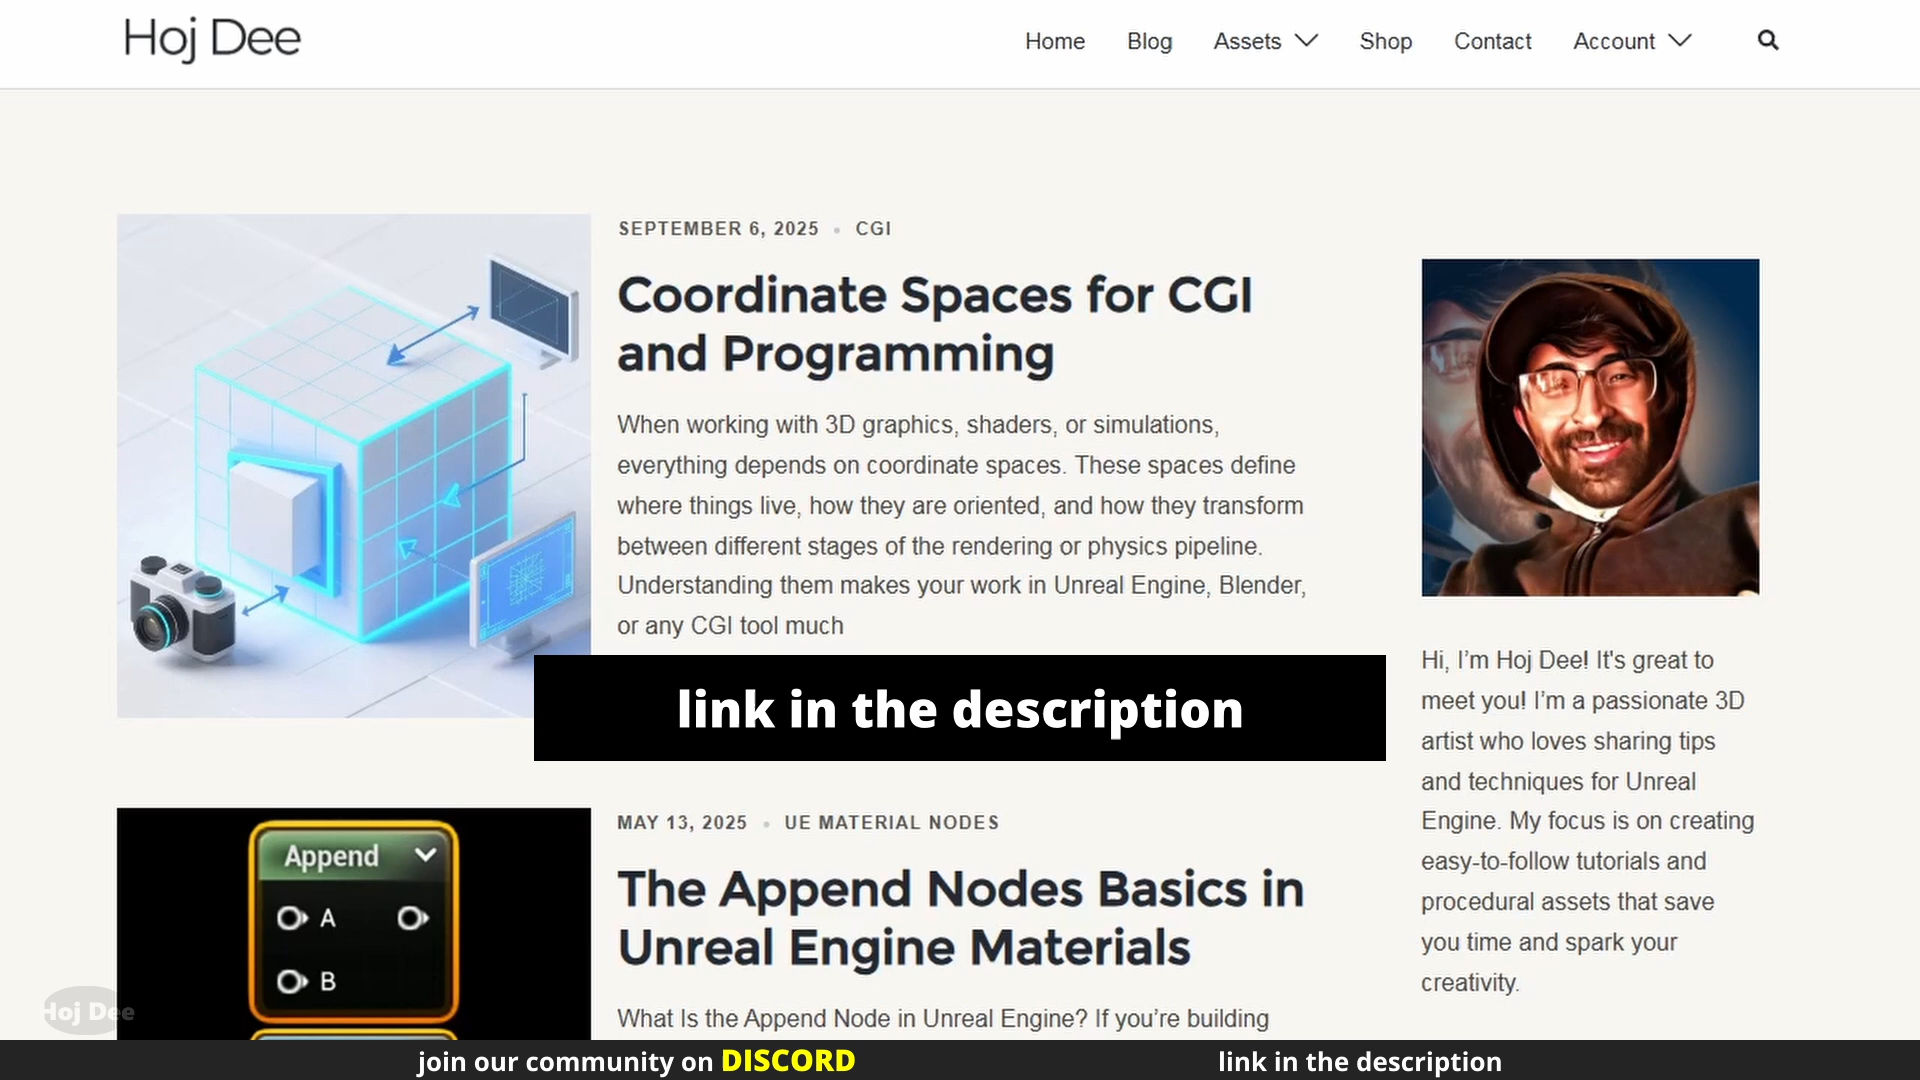 Hoj Dee
Home Blog Assets Shop Contact Account
SEPTEMBER 6, 2025 • CGI
Coordinate Spaces for CGI
and Programming
When working with 3D graphics, shaders, or simulations,
everything depends on coordinate spaces. These spaces define
where things live, how they are oriented, and how they transform
between different stages of the rendering or physics pipeline.
Understanding them makes your work in Unreal Engine, Blender,
or any CGI tool much
link in the description
Hi, I’m Hoj Dee! It's great to
meet you! I’m a passionate 3D
artist who loves sharing tips
and techniques for Unreal
Engine. My focus is on creating
easy-to-follow tutorials and
procedural assets that save
you time and spark your
creativity.
Append
A
B
MAY 13, 2025 • UE MATERIAL NODES
The Append Nodes Basics in
Unreal Engine Materials
What Is the Append Node in Unreal Engine? If you’re building
Hoj Dee
join our community on DISCORD
link in the description